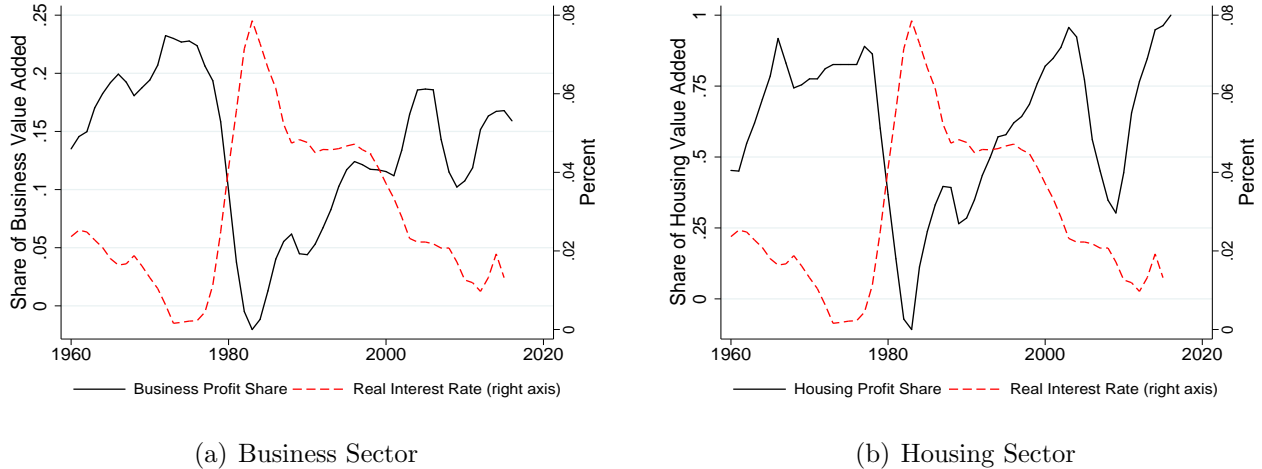 Share of Business Value Added
0 .05 .1 .15 .2 .25
0 .02 .04 .06 .08
Percent
1960 1980 2000 2020
Business Profit Share Real Interest Rate (right axis)
(a) Business Sector
Share of Housing Value Added
0 .25 .5 .75 1
0 .02 .04 .06 .08
Percent
1960 1980 2000 2020
Housing Profit Share Real Interest Rate (right axis)
(b) Housing Sector